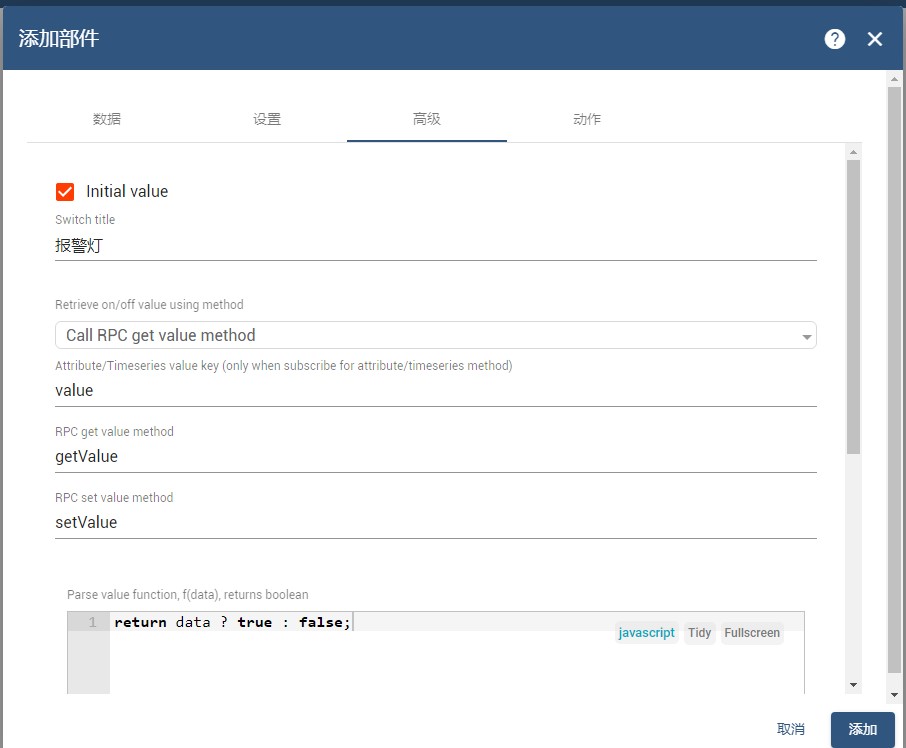 添加部件
数据 设置 高级 动作
Initial value
Switch title
报警灯
Retrieve on/off value using method
Call RPC get value method
Attribute/Timeseries value key (only when subscribe for attribute/timeseries method)
value
RPC get value method
getValue
RPC set value method
setValue
Parse value function, f(data), returns boolean
1 return data ? true : false;
javascript Tidy Fullscreen
取消 添加